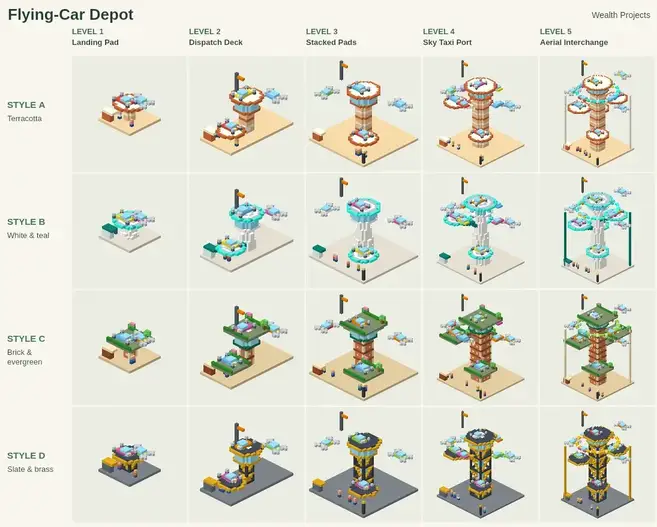 Flying-Car Depot
Wealth Projects
LEVEL 1
Landing Pad
LEVEL 2
Dispatch Deck
LEVEL 3
Stacked Pads
LEVEL 4
Sky Taxi Port
LEVEL 5
Aerial Interchange
STYLE A
Terracotta
STYLE B
White & teal
STYLE C
Brick &
evergreen
STYLE D
Slate & brass